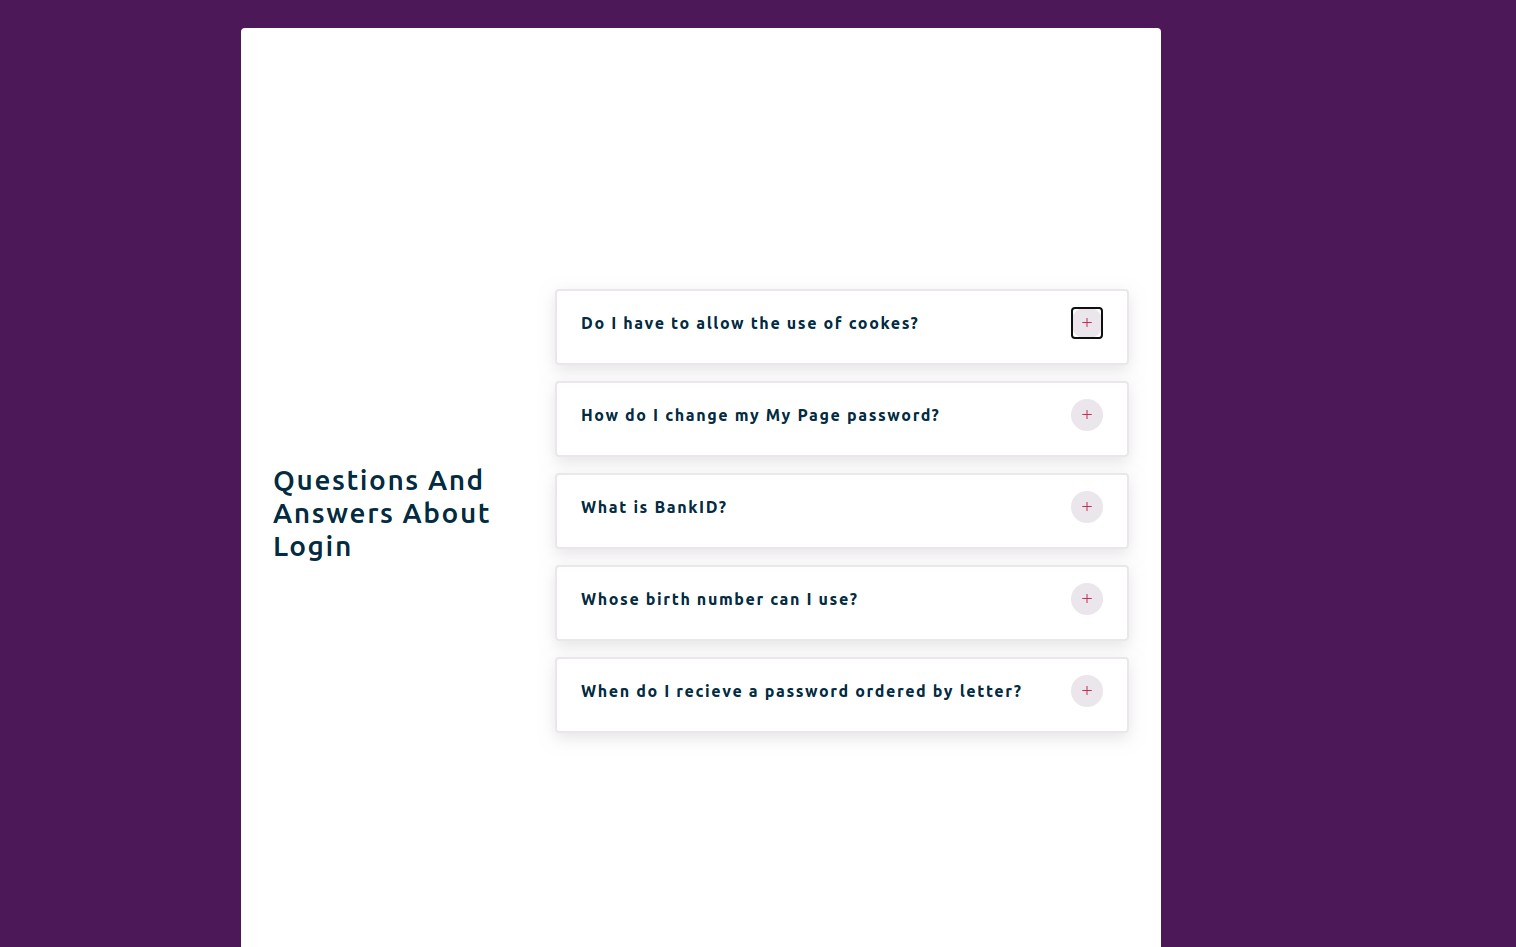 Questions And
Answers About
Login
Do I have to allow the use of cookes?
+
How do I change my My Page password?
+
What is BankID?
+
Whose birth number can I use?
+
When do I recieve a password ordered by letter?
+